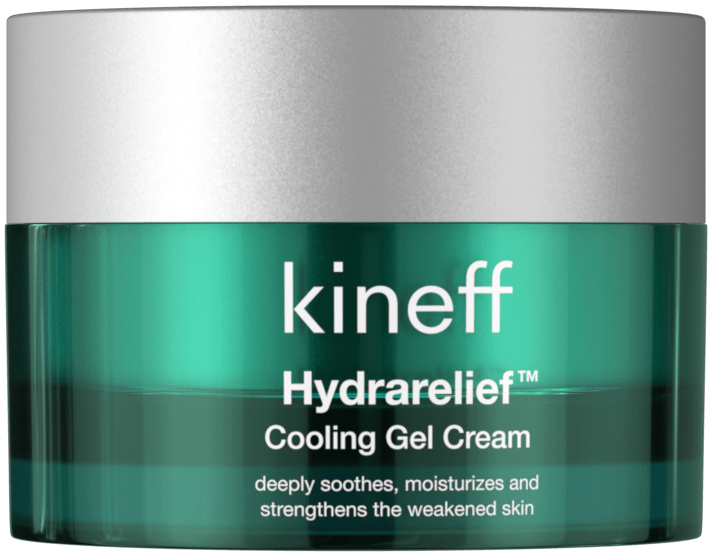 kineff
Hydrarelief™
Cooling Gel Cream
deeply soothes, moisturizes and
strengthens the weakened skin